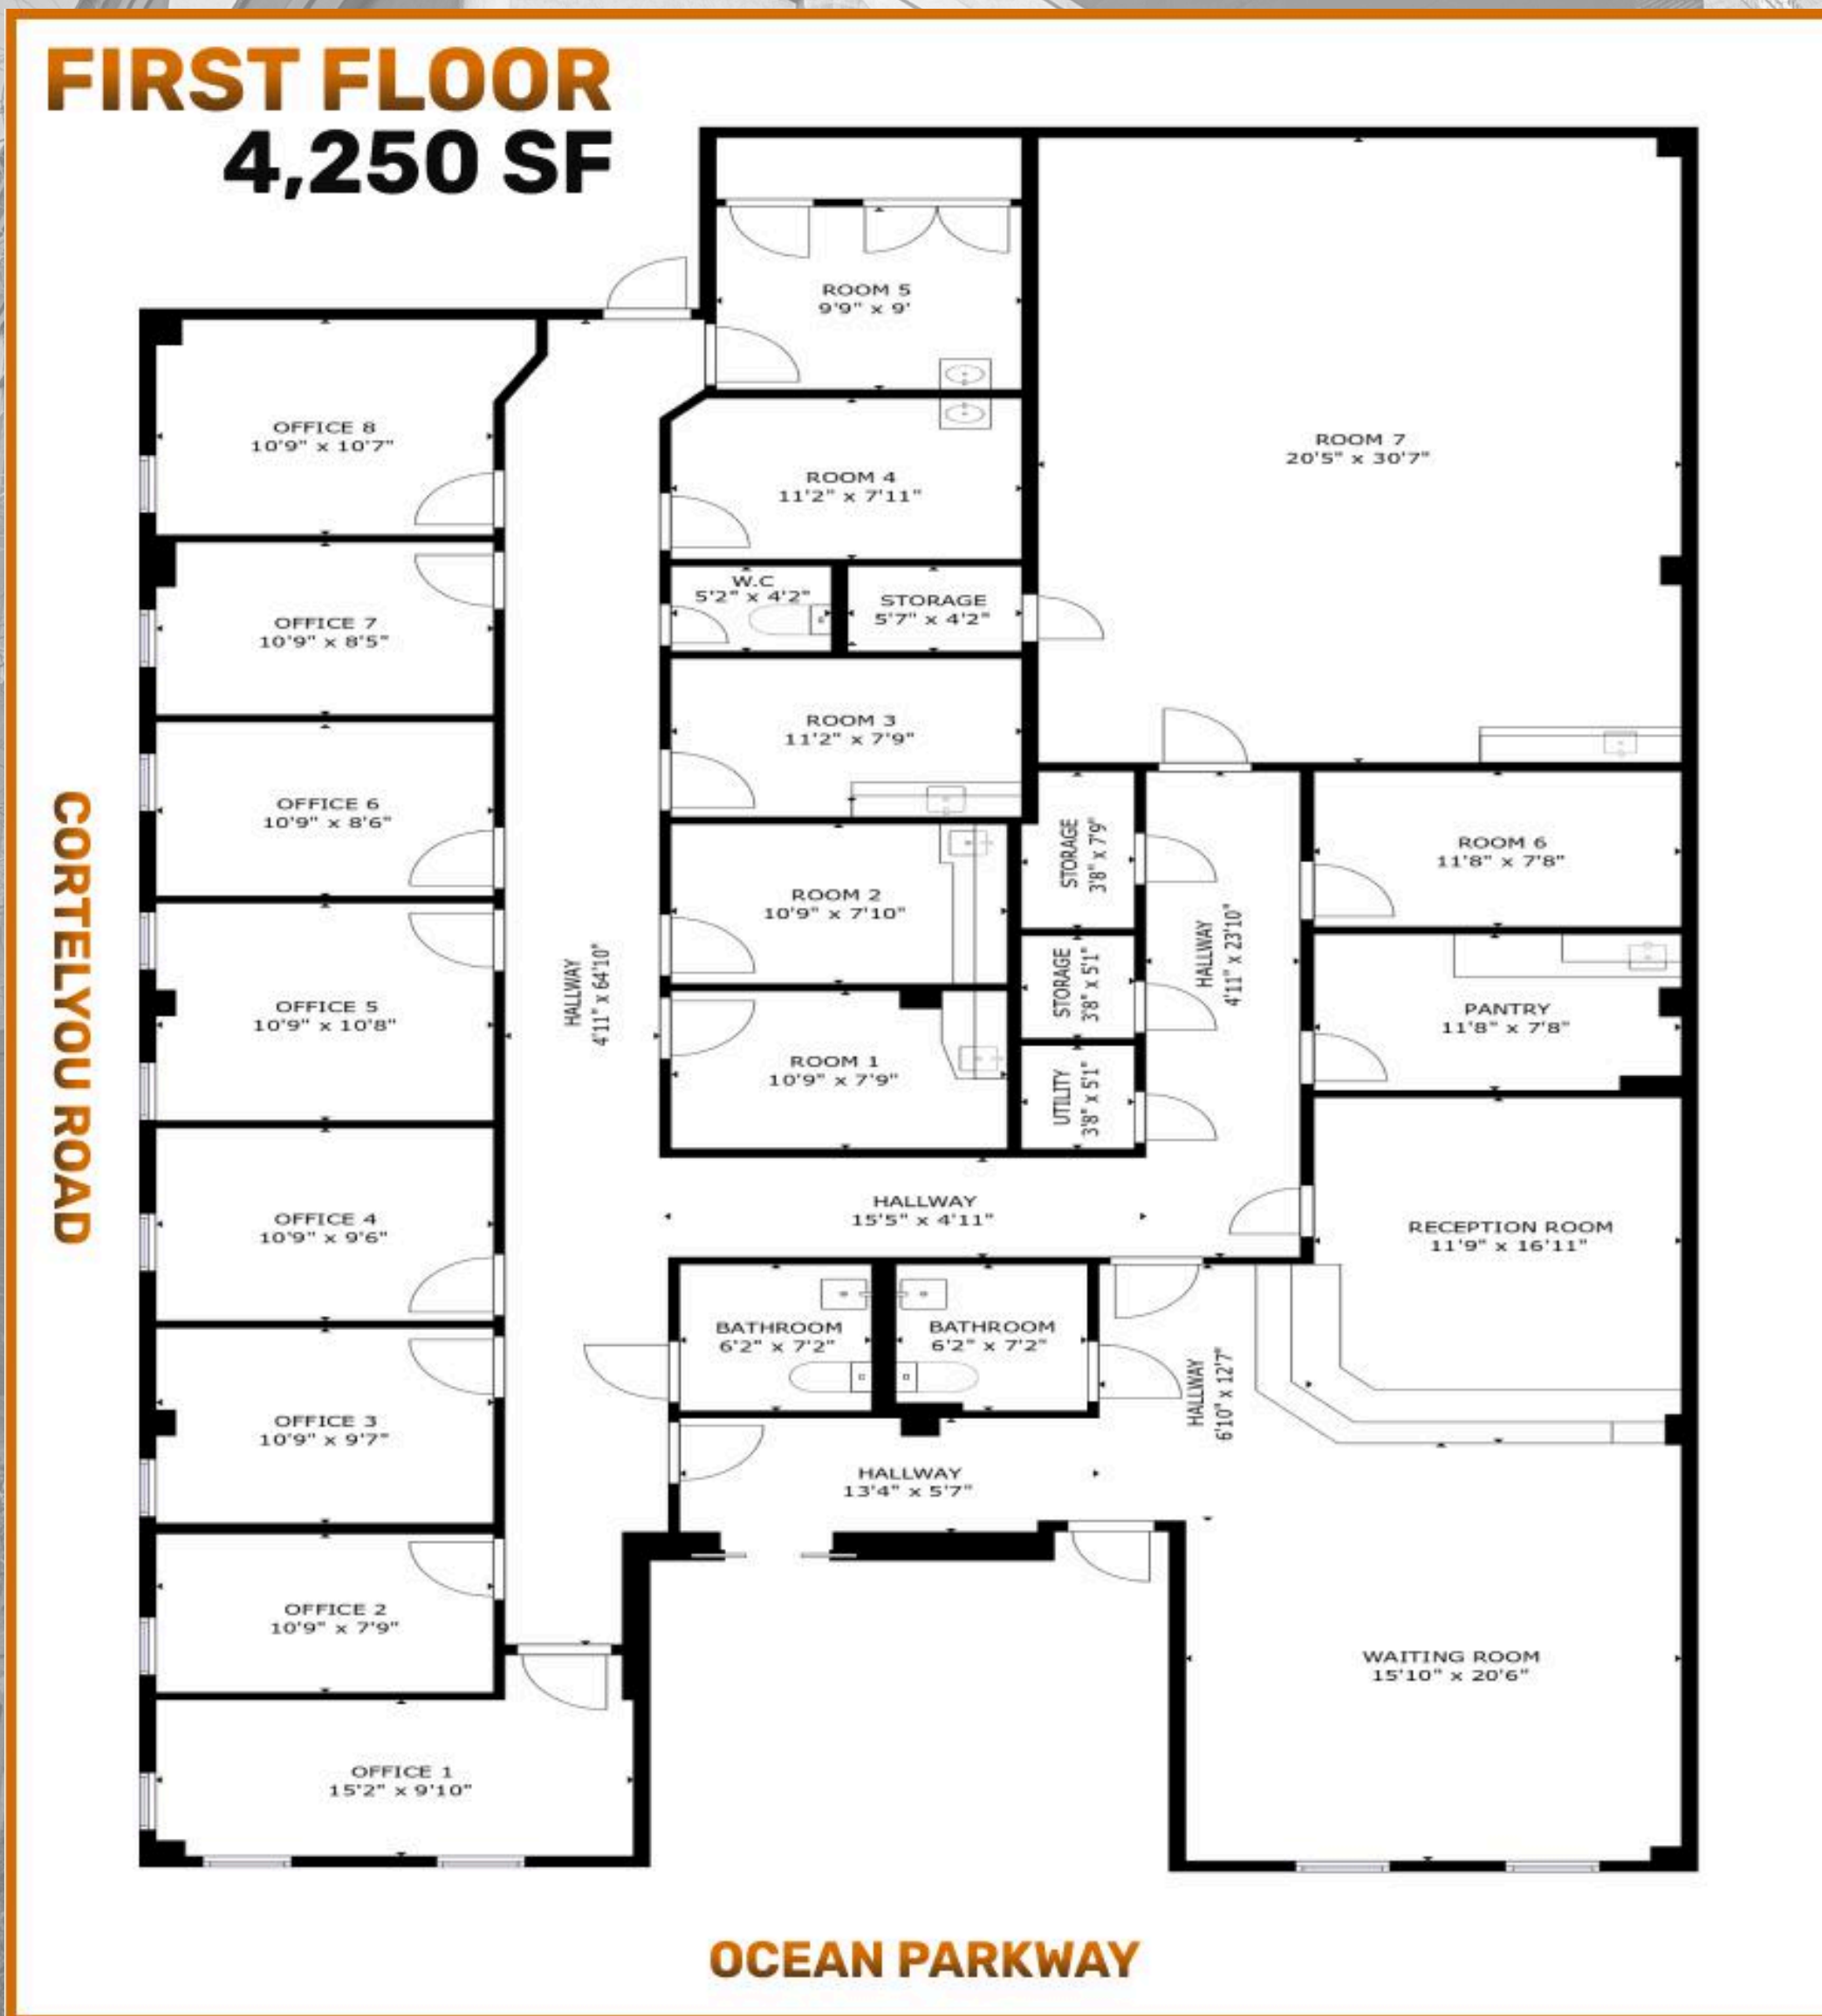 FIRST FLOOR
4,250 SF
ROOM 5
9'9" x 9'
OFFICE 8
10'9" x 10'7"
ROOM 4
11'2" x 7'11"
ROOM 7
20'5" x 30'7"
W.C
5'2" x 4'2"
STORAGE
5'7" x 4'2"
OFFICE 7
10'9" x 8'5"
ROOM 3
11'2" x 7'9"
OFFICE 6
10'9" x 8'6"
STORAGE
3'8" x 7'9"
ROOM 6
11'8" x 7'8"
ROOM 2
10'9" x 7'10"
HALLWAY
4'11" x 23'10"
CORTELYOU ROAD
OFFICE 5
10'9" x 10'8"
HALLWAY
4'11" x 64'10"
STORAGE
3'8" x 5'1"
PANTRY
11'8" x 7'8"
ROOM 1
10'9" x 7'9"
UTILITY
3'8" x 5'1"
OFFICE 4
10'9" x 9'6"
HALLWAY
15'5" x 4'11"
RECEPTION ROOM
11'9" x 16'11"
BATHROOM
6'2" x 7'2"
BATHROOM
6'2" x 7'2"
HALLWAY
6'10" x 12'7"
OFFICE 3
10'9" x 9'7"
HALLWAY
13'4" x 5'7"
OFFICE 2
10'9" x 7'9"
WAITING ROOM
15'10" x 20'6"
OFFICE 1
15'2" x 9'10"
OCEAN PARKWAY